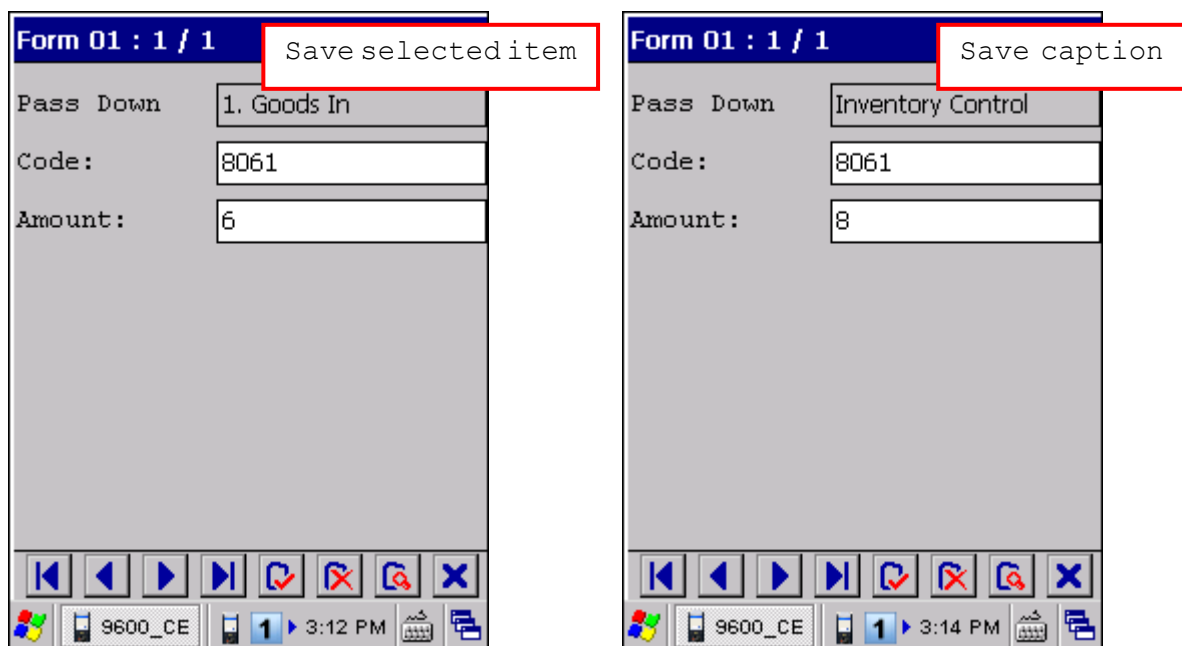 Form 01 : 1 / 1
Save selected item
Pass Down
1. Goods In
Code:
8061
Amount:
6
9600_CE
1
3:12 PM
Form 01 : 1 / 1
Save caption
Pass Down
Inventory Control
Code:
8061
Amount:
8
9600_CE
1
3:14 PM